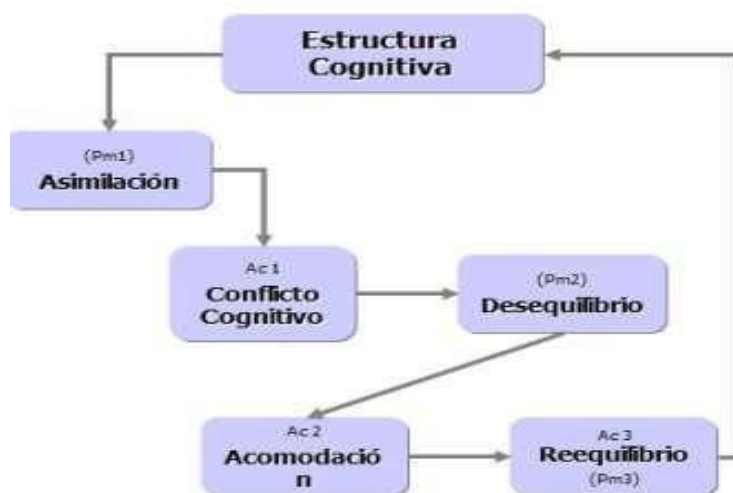 Estructura
Cognitiva
(Pm1)
Asimilación
Ac 1
Conflicto
Cognitivo
(Pm2)
Desequilibrio
Ac 2
Acomodació
n
Ac 3
Reequilibrio
(Pm3)